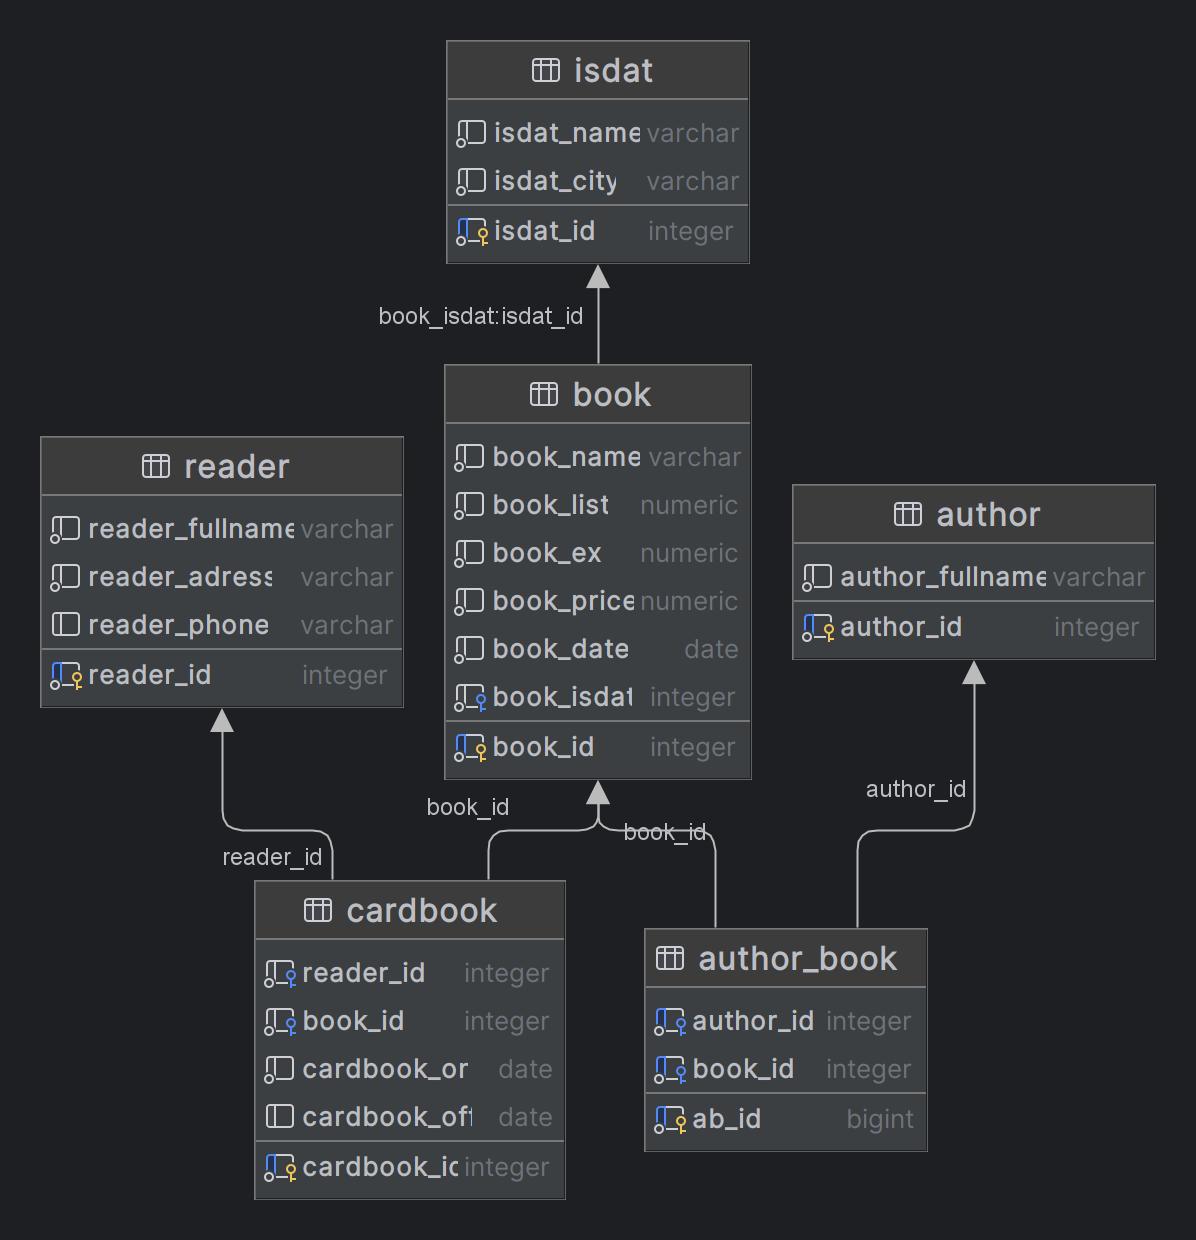 isdat
isdat_name varchar
isdat_city varchar
isdat_id integer
book_isdat:isdat_id
book
book_name varchar
book_list numeric
book_ex numeric
book_price numeric
book_date date
book_isdat integer
book_id integer
reader
reader_fullname varchar
reader_adress varchar
reader_phone varchar
reader_id integer
author
author_fullname varchar
author_id integer
author_id
book_id
book_id
reader_id
cardbook
reader_id integer
book_id integer
cardbook_on date
cardbook_off date
cardbook_id integer
author_book
author_id integer
book_id integer
ab_id bigint